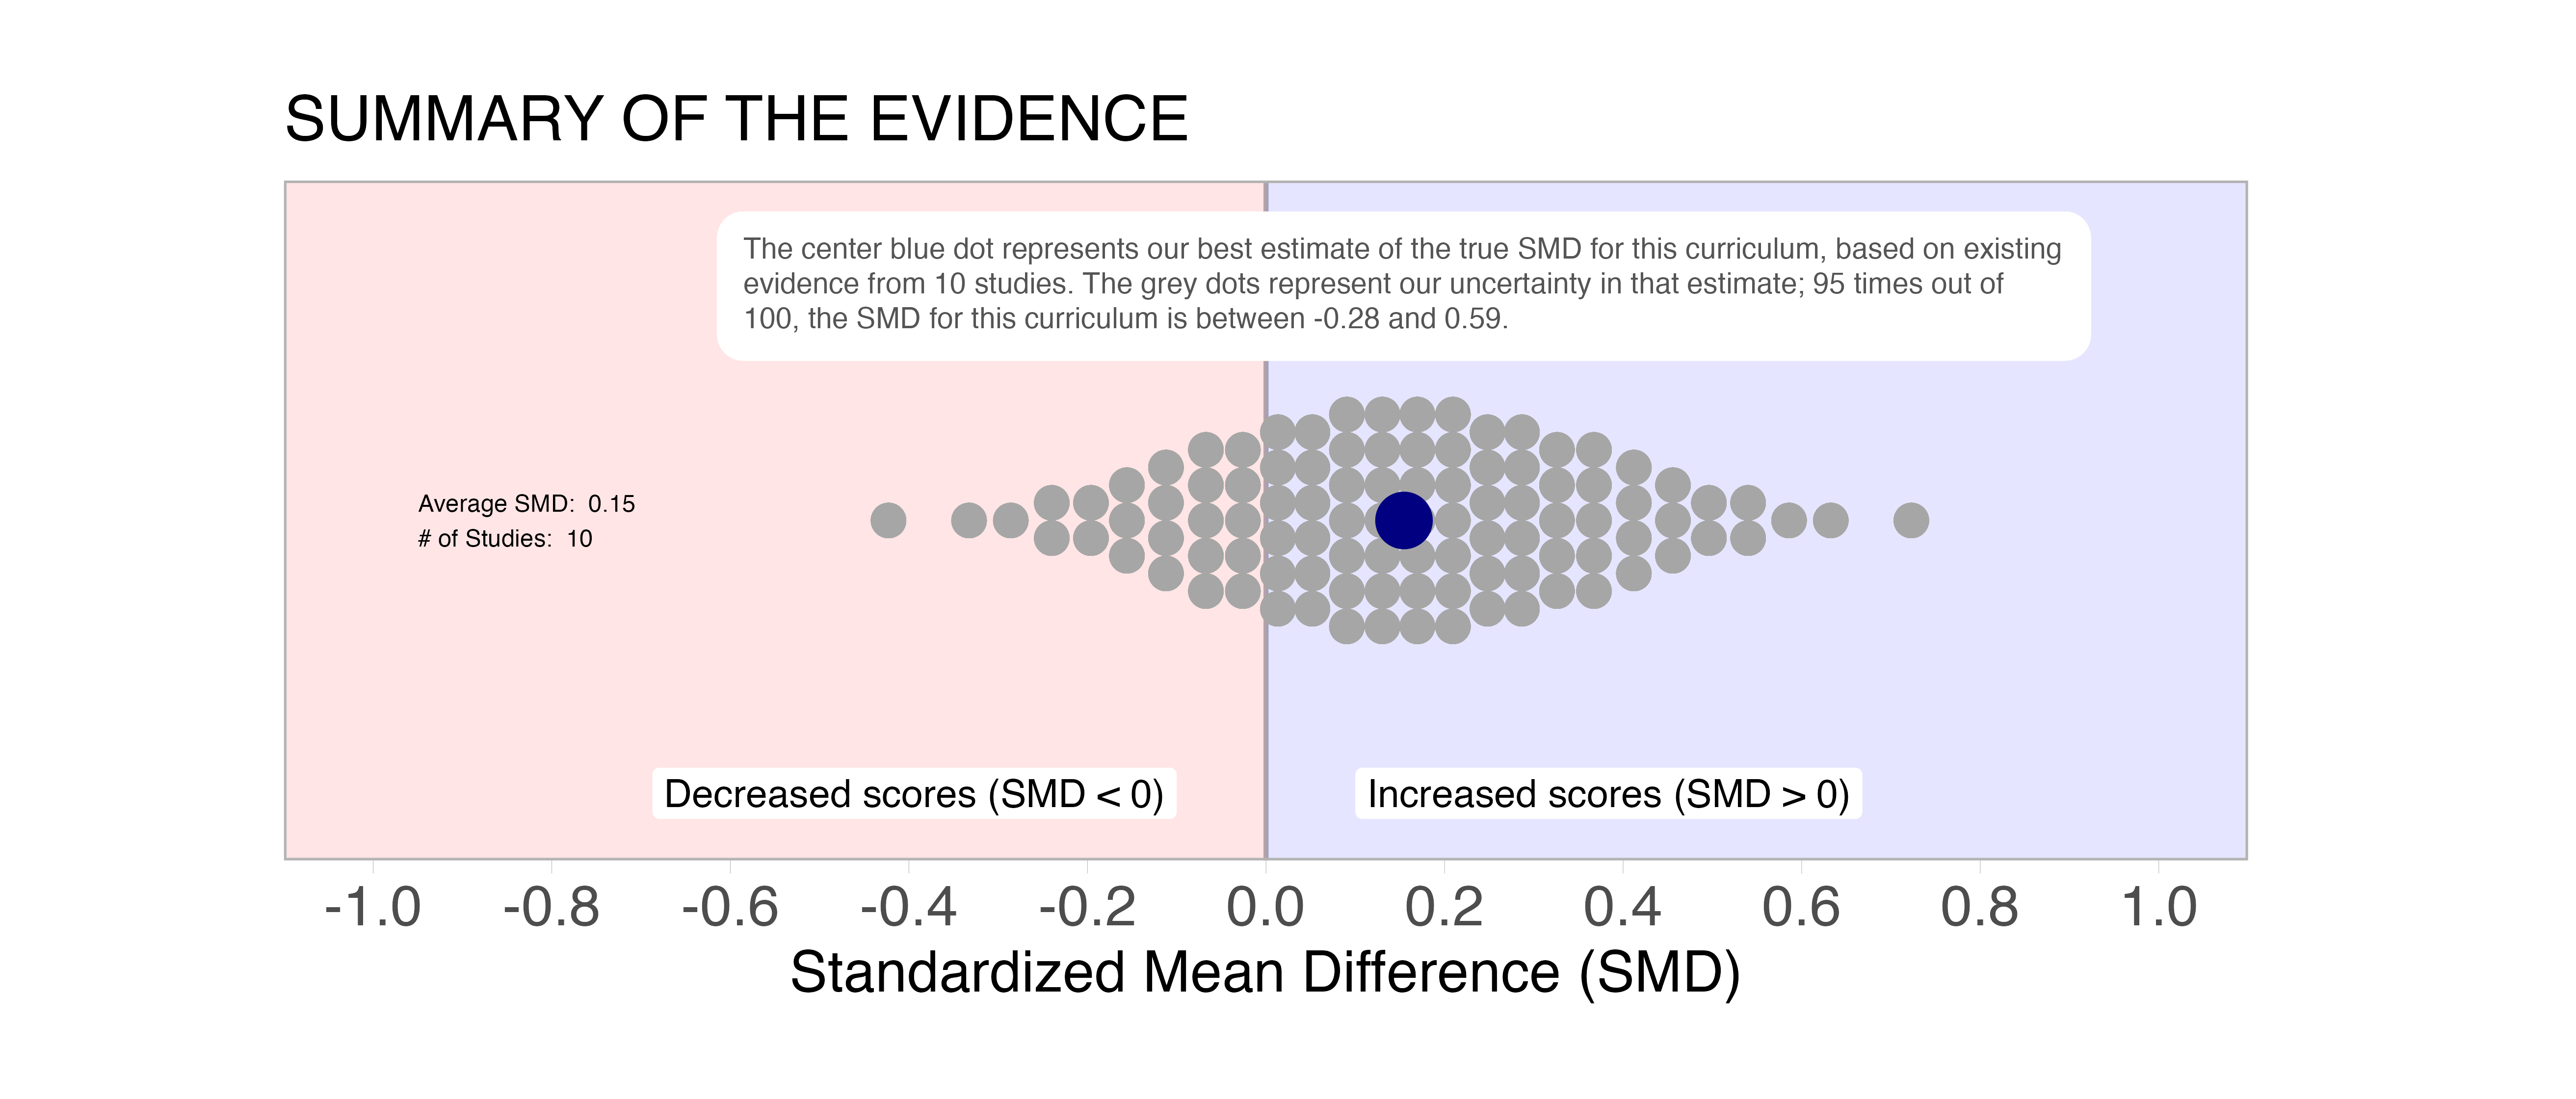 SUMMARY OF THE EVIDENCE
The center blue dot represents our best estimate of the true SMD for this curriculum, based on existing
evidence from 10 studies. The grey dots represent our uncertainty in that estimate; 95 times out of
100, the SMD for this curriculum is between -0.28 and 0.59.
Average SMD: 0.15
# of Studies: 10
Decreased scores (SMD < 0)
Increased scores (SMD > 0)
-1.0 -0.8 -0.6 -0.4 -0.2 0.0 0.2 0.4 0.6 0.8 1.0
Standardized Mean Difference (SMD)